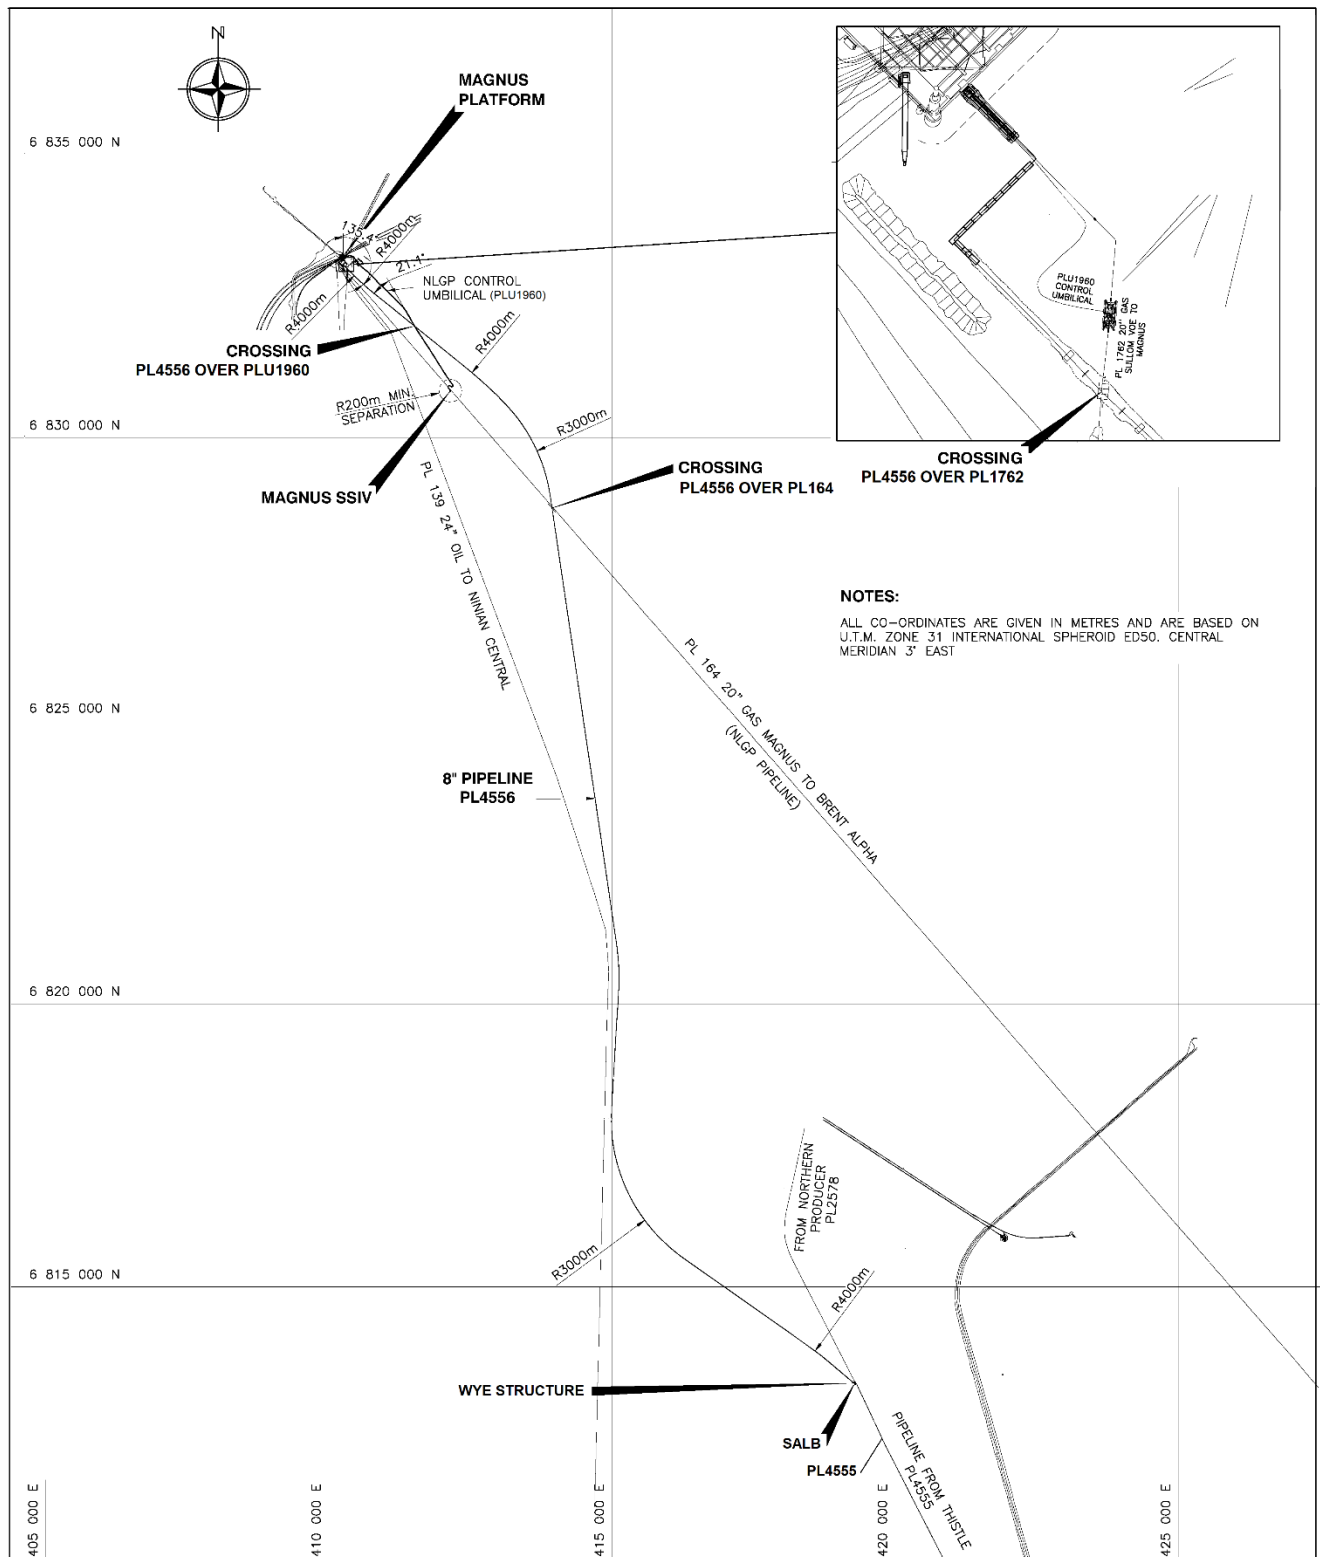 N
MAGNUS
PLATFORM
6 835 000 N
R4000m
21.1°
NLGP CONTROL
UMBILICAL (PLU1960)
R4000m
R4000m
CROSSING
PL4556 OVER PLU1960
R200m MIN.
SEPARATION
R3000m
6 830 000 N
MAGNUS SSIV
CROSSING
PL4556 OVER PL164
PLU1960
CONTROL
UMBILICAL
PL 1762 20" GAS
SULLOM VOE TO
MAGNUS
CROSSING
PL4556 OVER PL1762
PL 139 24" OIL TO NINIAN CENTRAL
NOTES:
ALL CO-ORDINATES ARE GIVEN IN METRES AND ARE BASED ON
U.T.M. ZONE 31 INTERNATIONAL SPHEROID ED50. CENTRAL
MERIDIAN 3° EAST
PL 164 20" GAS MAGNUS TO BRENT ALPHA
(NLGP PIPELINE)
6 825 000 N
8" PIPELINE
PL4556
6 820 000 N
FROM NORTHERN
PRODUCER
PL2578
R3000m
6 815 000 N
R4000m
WYE STRUCTURE
SALB
PL4555
PIPELINE FROM THISTLE
PL4555
405 000 E
410 000 E
415 000 E
420 000 E
425 000 E